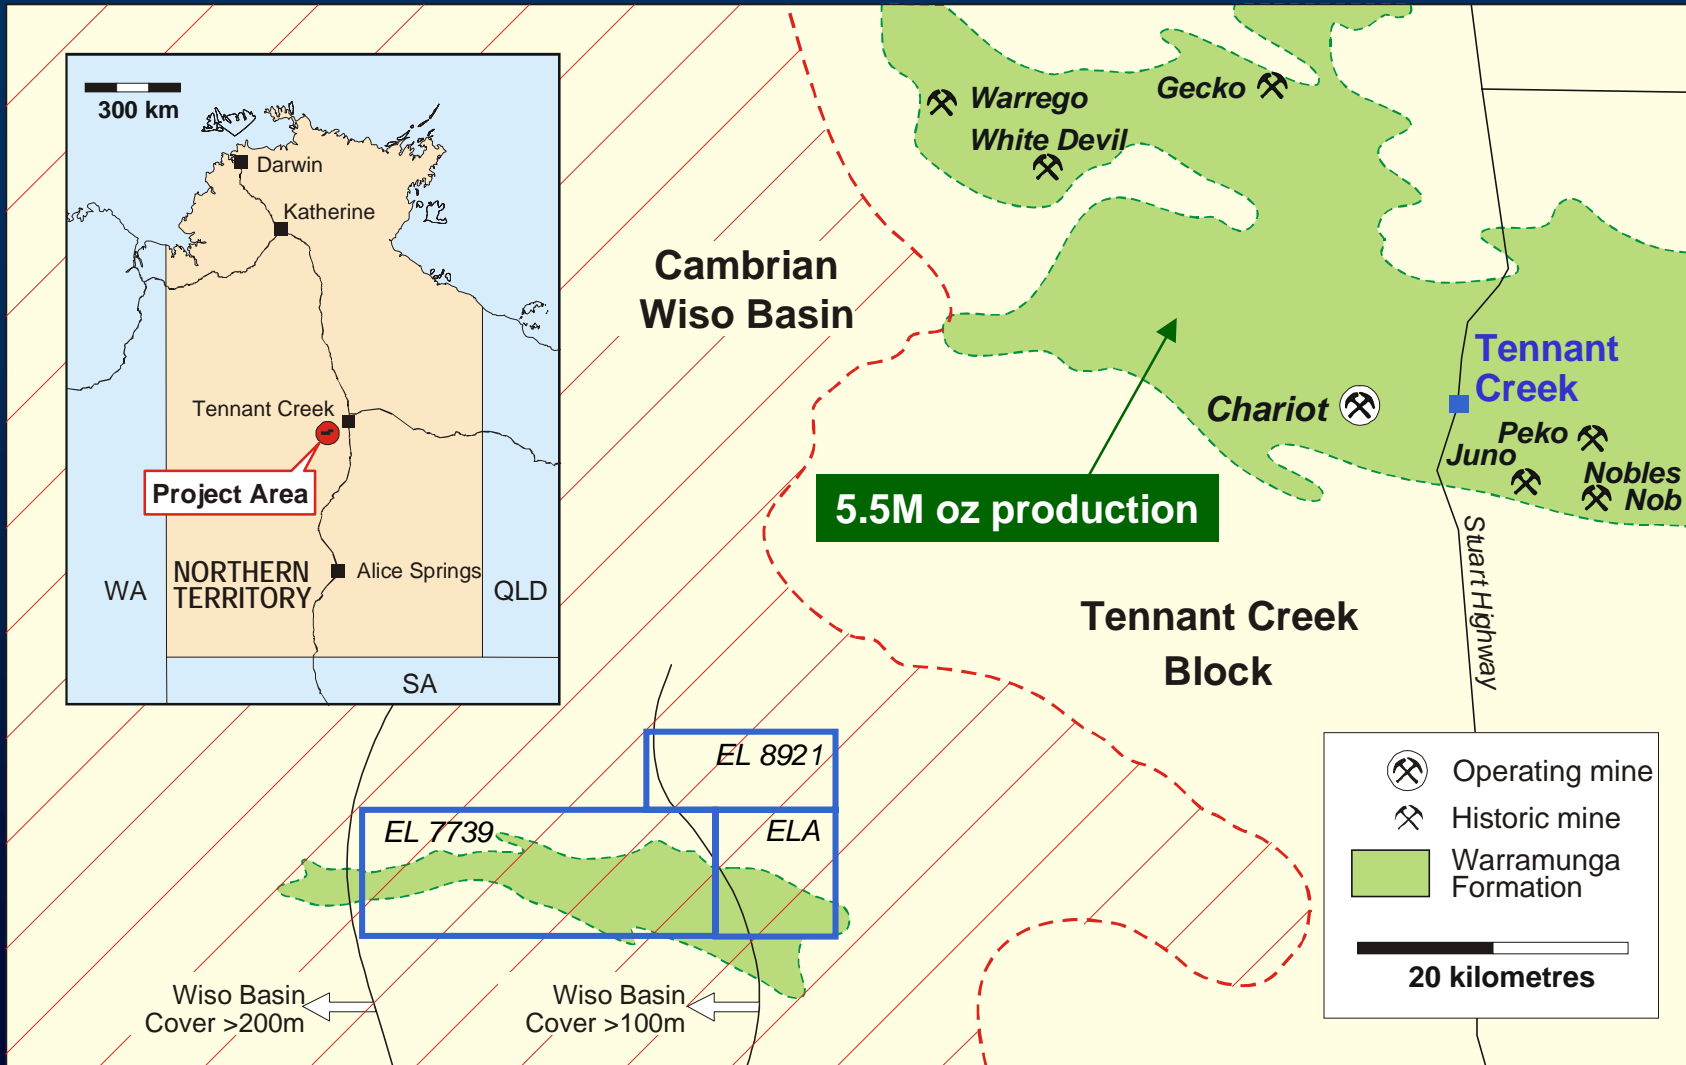 300 km
Darwin
Katherine
Tennant Creek
Project Area
NORTHERN
TERRITORY
Alice Springs
WA
QLD
SA
Warrego
White Devil
Gecko
Cambrian
Wiso Basin
Tennant
Creek
Chariot
Peko
Juno
Nobles
Nob
5.5M oz production
Stuart Highway
Tennant Creek
Block
EL 8921
EL 7739
ELA
Wiso Basin
Cover >200m
Wiso Basin
Cover >100m
Operating mine
Historic mine
Warramunga
Formation
20 kilometres